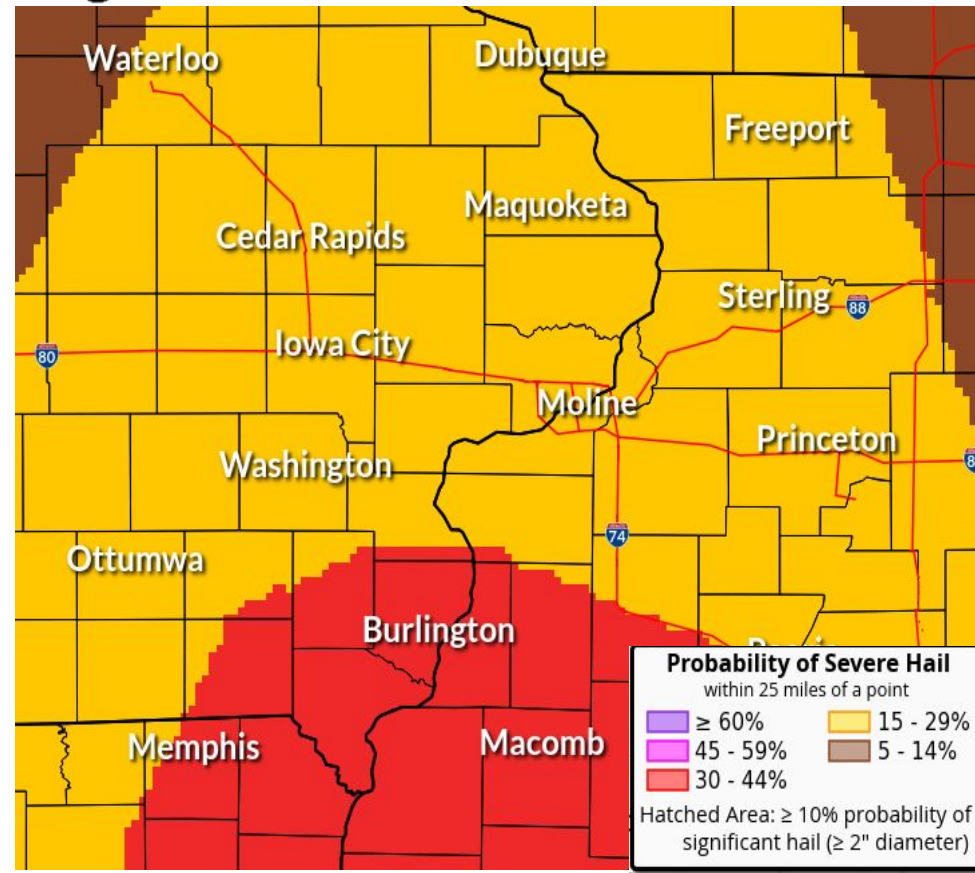 Waterloo
Dubuque
Freeport
Maquoketa
Cedar Rapids
Sterling
88
Iowa City
80
Moline
Princeton
Washington
74
Ottumwa
Burlington
Memphis
Macomb
Probability of Severe Hail
within 25 miles of a point
≥ 60%
15 - 29%
45 - 59%
5 - 14%
30 - 44%
Hatched Area: ≥ 10% probability of
significant hail (≥ 2" diameter)